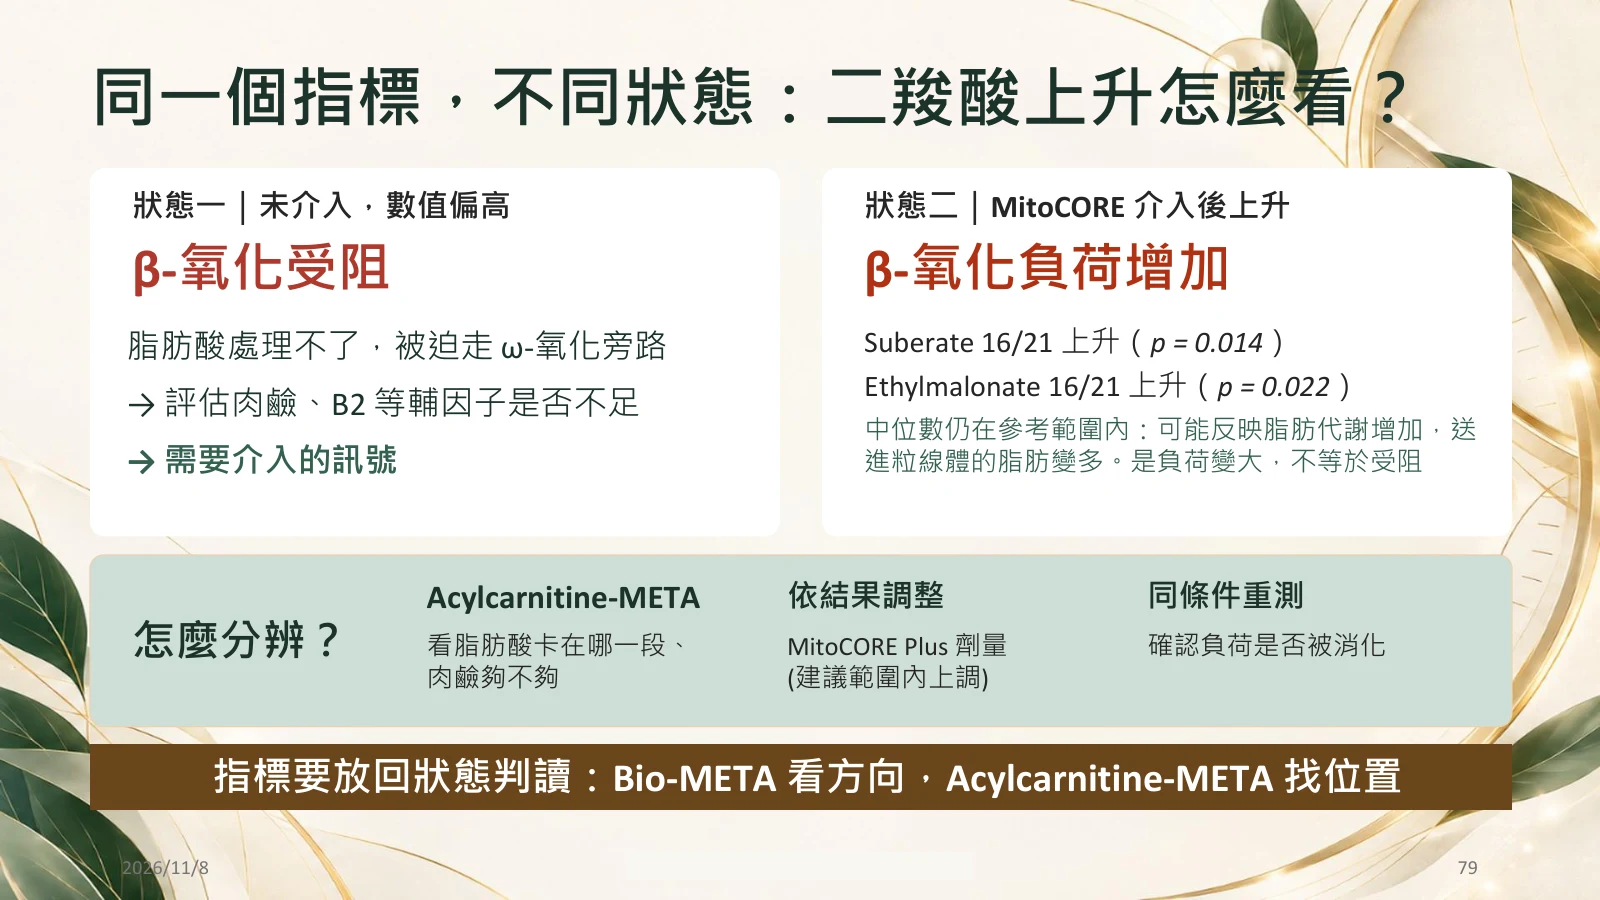 同一個指標，不同狀態：二羧酸上升怎麼看？
狀態一｜未介入，數值偏高
β-氧化受阻
脂肪酸處理不了，被迫走 ω-氧化旁路
→ 評估肉鹼、B2 等輔因子是否不足
→ 需要介入的訊號
狀態二｜MitoCORE 介入後上升
β-氧化負荷增加
Suberate 16/21 上升（p = 0.014）
Ethylmalonate 16/21 上升（p = 0.022）
中位數仍在參考範圍內：可能反映脂肪代謝增加，送
進粒線體的脂肪變多。是負荷變大，不等於受阻
怎麼分辨？
Acylcarnitine-META
看脂肪酸卡在哪一段、
肉鹼夠不夠
依結果調整
MitoCORE Plus 劑量
(建議範圍內上調)
同條件重測
確認負荷是否被消化
指標要放回狀態判讀：Bio-META 看方向，Acylcarnitine-META 找位置
2026/11/8
79